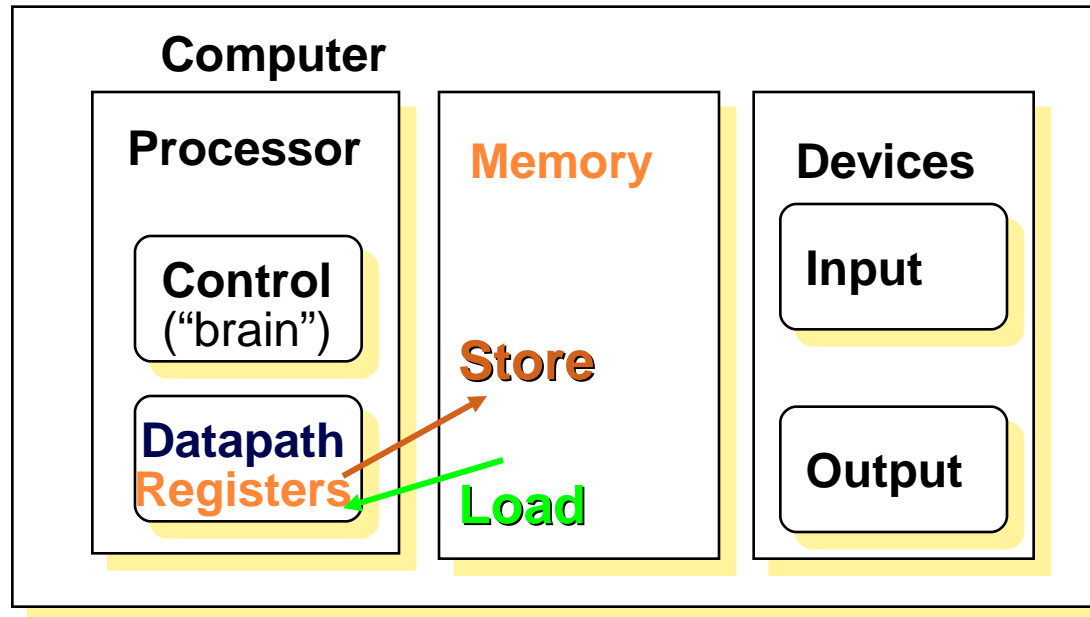 Computer
Processor
Control
(“brain”)
Datapath
Registers
Memory
Store
Load
Devices
Input
Output